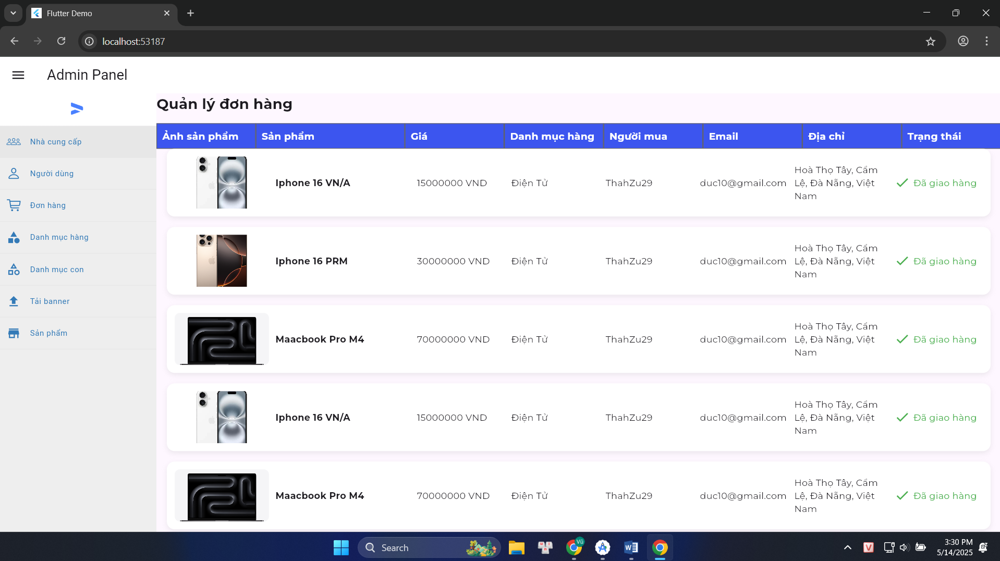 Flutter Demo
localhost:53187
Admin Panel
Quản lý đơn hàng
Nhà cung cấp
Người dùng
Đơn hàng
Danh mục hàng
Danh mục con
Tải banner
Sản phẩm
Ảnh sản phẩm Sản phẩm Giá Danh mục hàng Người mua Email Địa chỉ Trạng thái
Iphone 16 VN/A 15000000 VND Điện Tử ThahZu29 duc10@gmail.com Hoà Thọ Tây, Cẩm
Lệ, Đà Nẵng, Việt
Nam
Đã giao hàng
Iphone 16 PRM 30000000 VND Điện Tử ThahZu29 duc10@gmail.com Hoà Thọ Tây, Cẩm
Lệ, Đà Nẵng, Việt
Nam
Đã giao hàng
Maacbook Pro M4 70000000 VND Điện Tử ThahZu29 duc10@gmail.com Hoà Thọ Tây, Cẩm
Lệ, Đà Nẵng, Việt
Nam
Đã giao hàng
Iphone 16 VN/A 15000000 VND Điện Tử ThahZu29 duc10@gmail.com Hoà Thọ Tây, Cẩm
Lệ, Đà Nẵng, Việt
Nam
Đã giao hàng
Maacbook Pro M4 70000000 VND Điện Tử ThahZu29 duc10@gmail.com Hoà Thọ Tây, Cẩm
Lệ, Đà Nẵng, Việt
Nam
Đã giao hàng
Search
Vũ
W
V
3:30 PM
5/14/2025